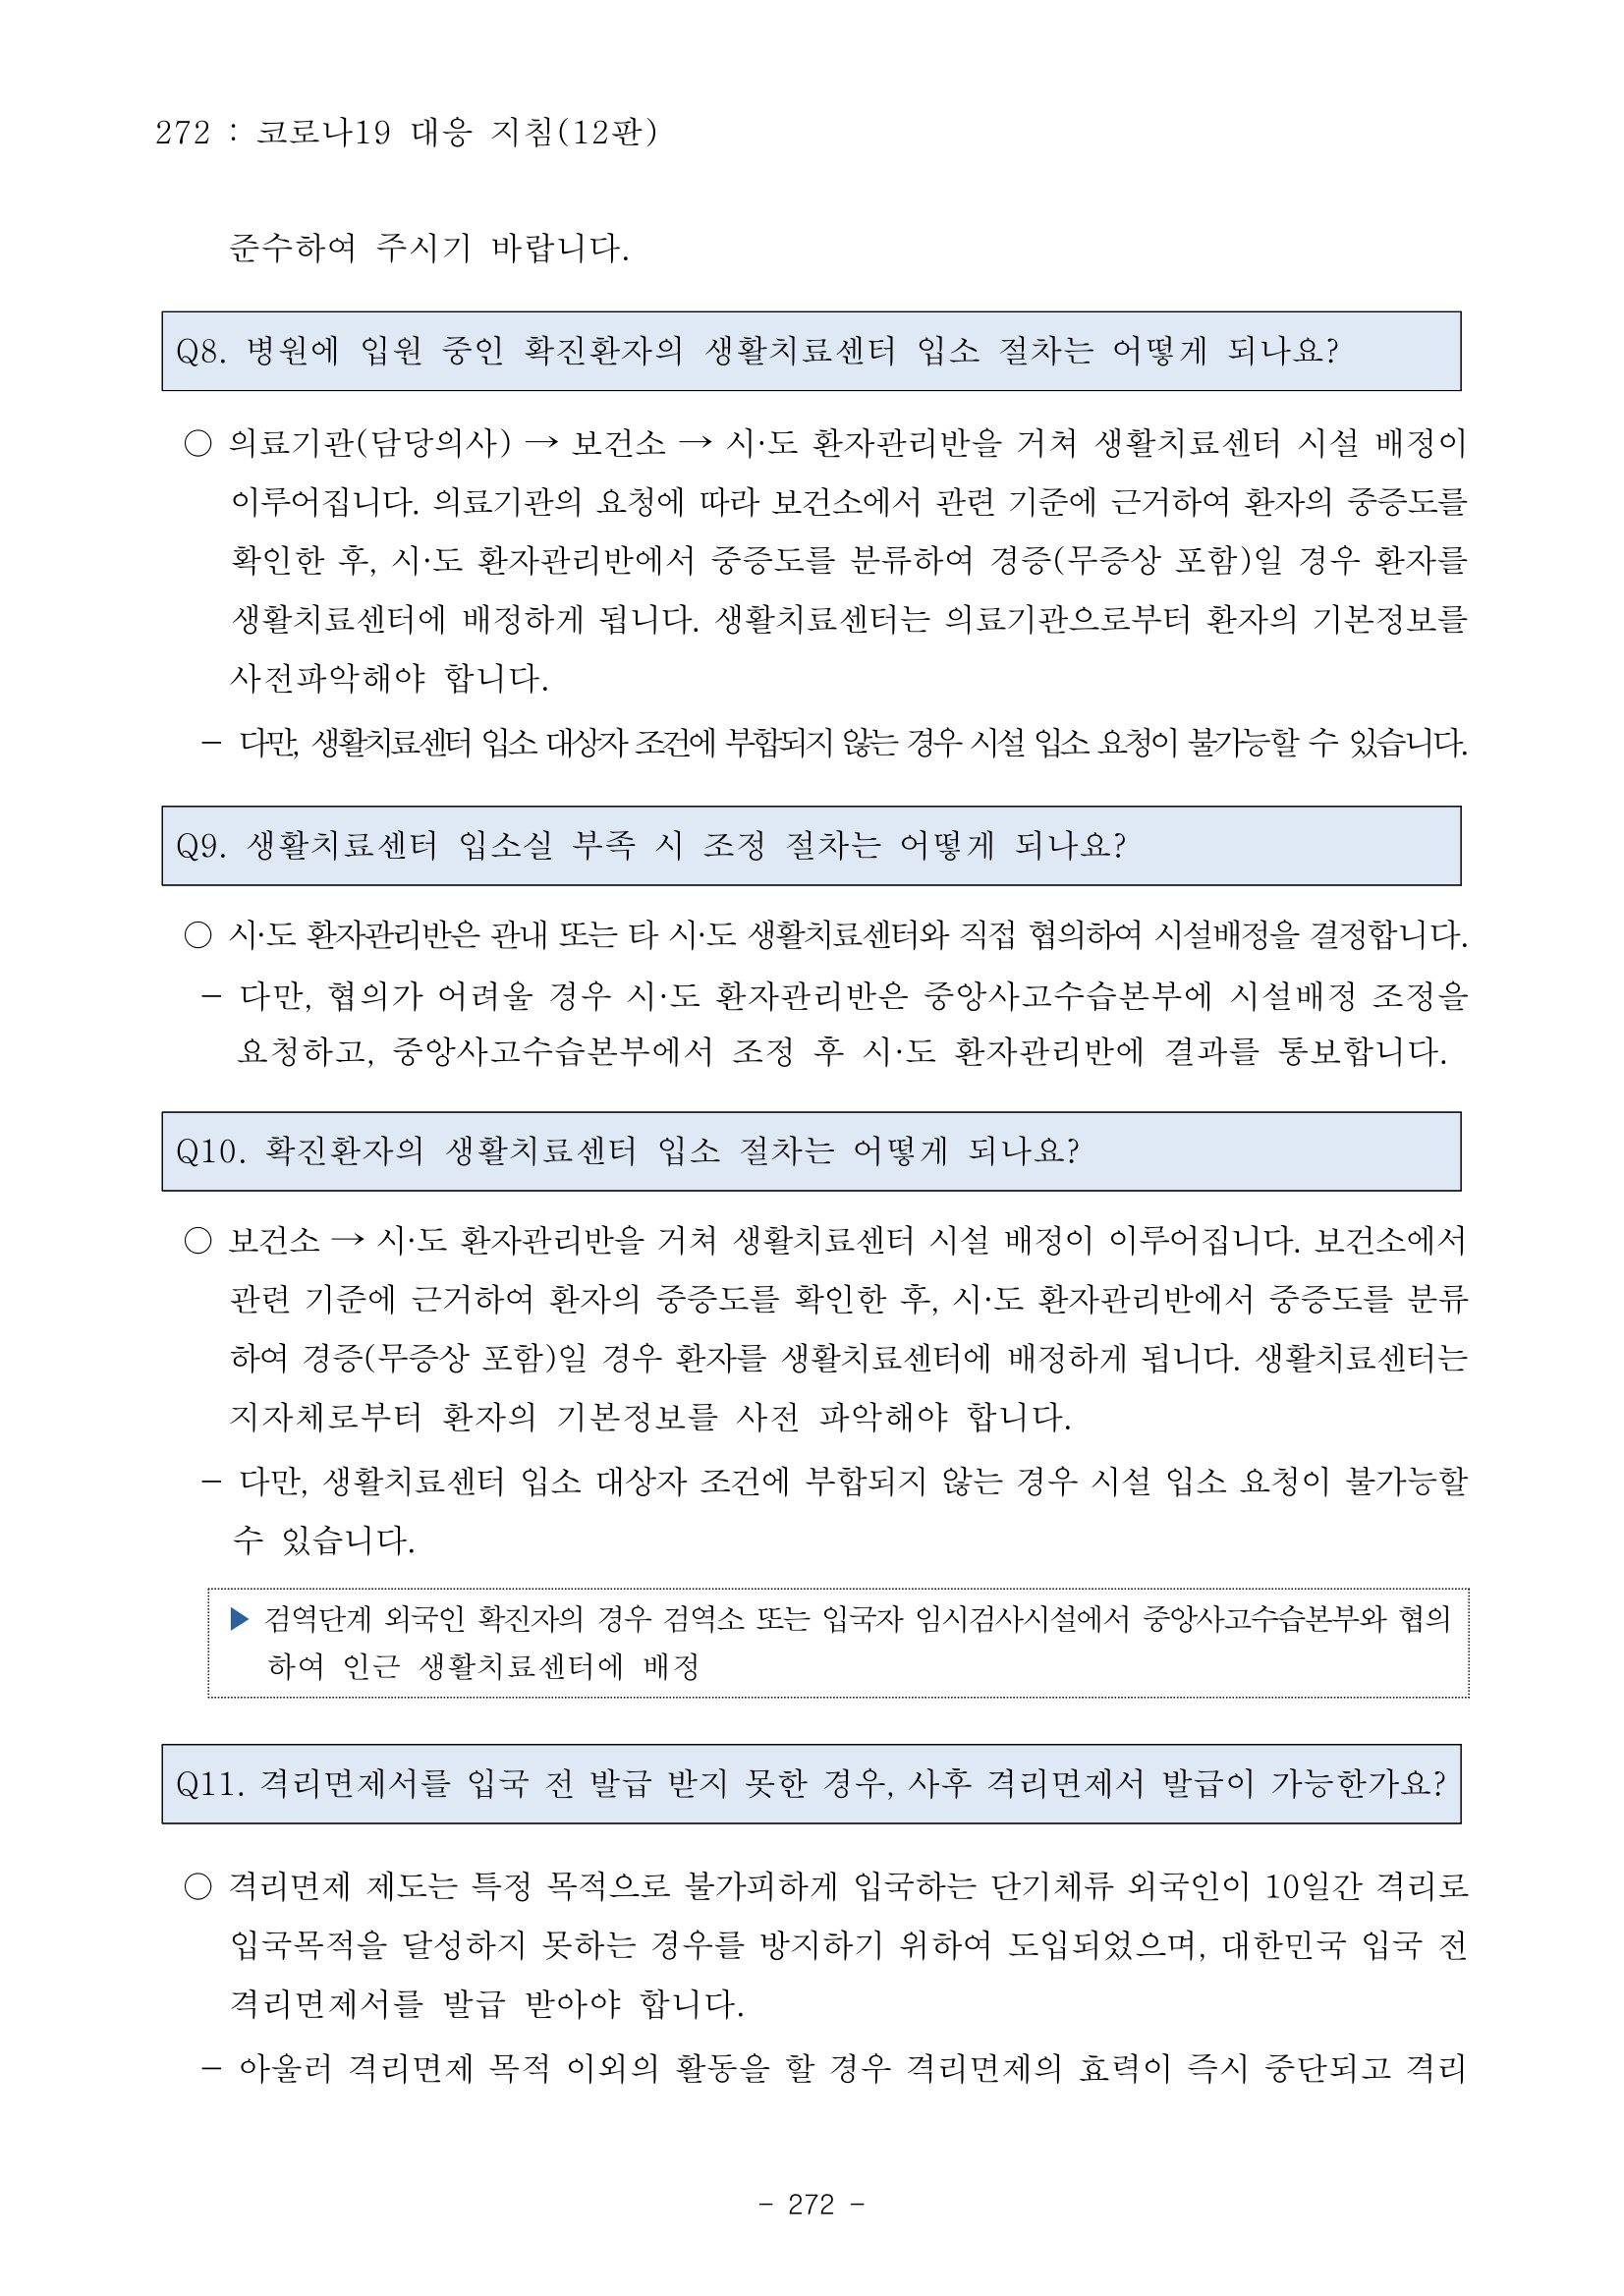 272 : 코로나19 대응 지침(12판)
준수하여 주시기 바랍니다.
Q8. 병원에 입원 중인 확진환자의 생활치료센터 입소 절차는 어떻게 되나요?
○ 의료기관(담당의사) → 보건소 → 시·도 환자관리반을 거쳐 생활치료센터 시설 배정이
이루어집니다. 의료기관의 요청에 따라 보건소에서 관련 기준에 근거하여 환자의 중증도를
확인한 후, 시·도 환자관리반에서 중증도를 분류하여 경증(무증상 포함)일 경우 환자를
생활치료센터에 배정하게 됩니다. 생활치료센터는 의료기관으로부터 환자의 기본정보를
사전파악해야 합니다.
- 다만, 생활치료센터 입소 대상자 조건에 부합되지 않는 경우 시설 입소 요청이 불가능할 수 있습니다.
Q9. 생활치료센터 입소실 부족 시 조정 절차는 어떻게 되나요?
○ 시·도 환자관리반은 관내 또는 타 시·도 생활치료센터와 직접 협의하여 시설배정을 결정합니다.
- 다만, 협의가 어려울 경우 시·도 환자관리반은 중앙사고수습본부에 시설배정 조정을
요청하고, 중앙사고수습본부에서 조정 후 시·도 환자관리반에 결과를 통보합니다.
Q10. 확진환자의 생활치료센터 입소 절차는 어떻게 되나요?
○ 보건소 → 시·도 환자관리반을 거쳐 생활치료센터 시설 배정이 이루어집니다. 보건소에서
관련 기준에 근거하여 환자의 중증도를 확인한 후, 시·도 환자관리반에서 중증도를 분류
하여 경증(무증상 포함)일 경우 환자를 생활치료센터에 배정하게 됩니다. 생활치료센터는
지자체로부터 환자의 기본정보를 사전 파악해야 합니다.
- 다만, 생활치료센터 입소 대상자 조건에 부합되지 않는 경우 시설 입소 요청이 불가능할
수 있습니다.
▶ 검역단계 외국인 확진자의 경우 검역소 또는 입국자 임시검사시설에서 중앙사고수습본부와 협의
하여 인근 생활치료센터에 배정
Q11. 격리면제서를 입국 전 발급 받지 못한 경우, 사후 격리면제서 발급이 가능한가요?
○ 격리면제 제도는 특정 목적으로 불가피하게 입국하는 단기체류 외국인이 10일간 격리로
입국목적을 달성하지 못하는 경우를 방지하기 위하여 도입되었으며, 대한민국 입국 전
격리면제서를 발급 받아야 합니다.
- 아울러 격리면제 목적 이외의 활동을 할 경우 격리면제의 효력이 즉시 중단되고 격리
- 272 -